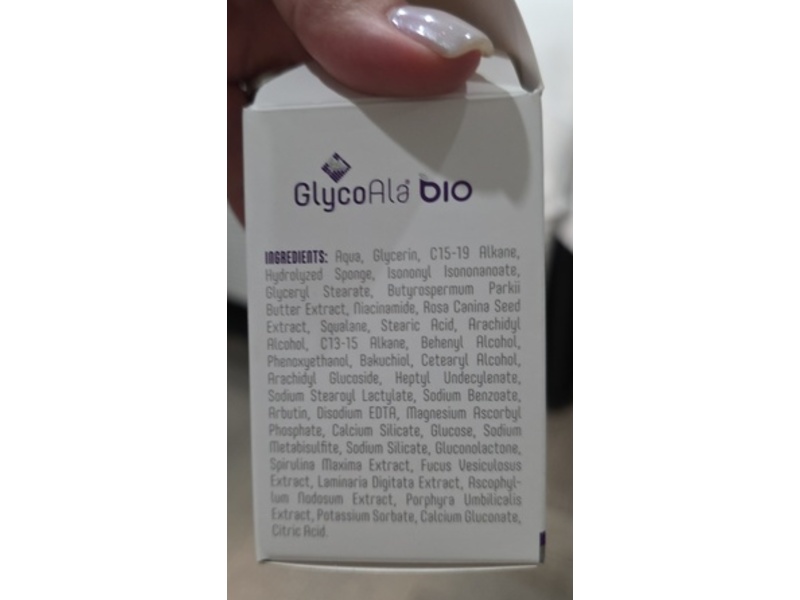 GlycoAla® bio
INGREDIENTS: Aqua, Glycerin, C15-19 Alkane,
Hydrolyzed Sponge, Isononyl Isononanoate,
Glyceryl Stearate, Butyrospermum Parkii
Butter Extract, Niacinamide, Rosa Canina Seed
Extract, Squalane, Stearic Acid, Arachidyl
Alcohol, C13-15 Alkane, Behenyl Alcohol,
Phenoxyethanol, Bakuchiol, Cetearyl Alcohol,
Arachidyl Glucoside, Heptyl Undecylenate,
Sodium Stearoyl Lactylate, Sodium Benzoate,
Arbutin, Disodium EDTA, Magnesium Ascorbyl
Phosphate, Calcium Silicate, Glucose, Sodium
Metabisulfite, Sodium Silicate, Gluconolactone,
Spirulina Maxima Extract, Fucus Vesiculosus
Extract, Laminaria Digitata Extract, Ascophyl-
lum Nodosum Extract, Porphyra Umbilicalis
Extract, Potassium Sorbate, Calcium Gluconate,
Citric Acid.